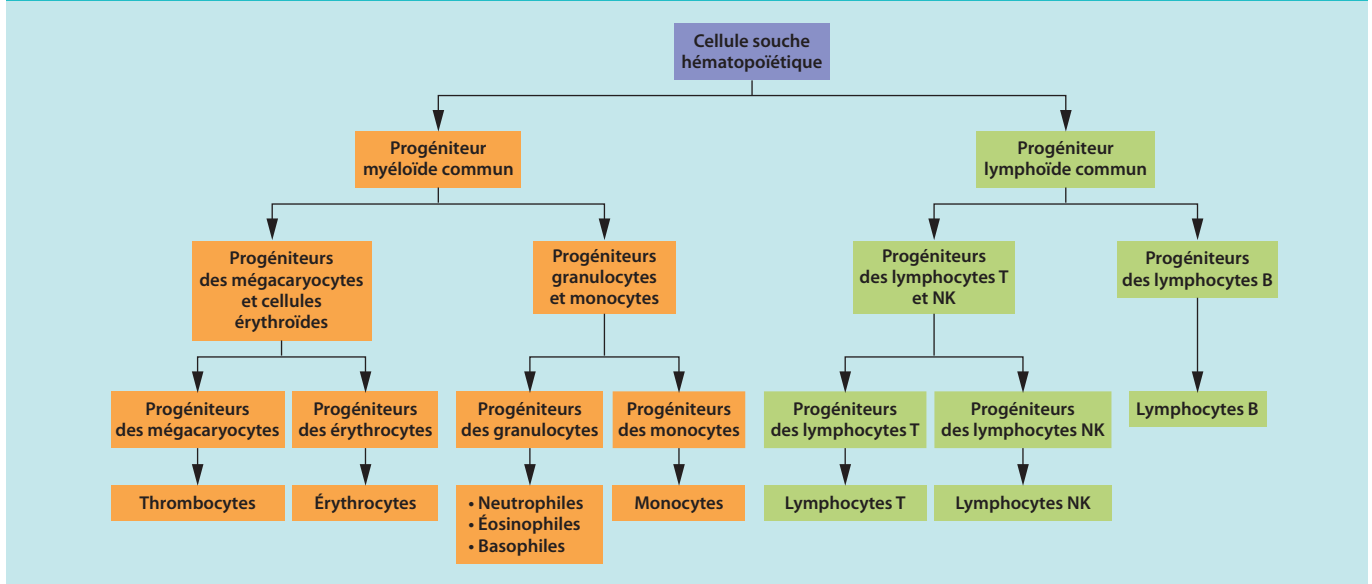 Cellule souche
hématopoïétique
Progéniteur
myéloïde commun
Progéniteur
lymphoïde commun
Progéniteurs
des mégacaryocytes
et cellules
érythroïdes
Progéniteurs
granulocytes
et monocytes
Progéniteurs
des lymphocytes T
et NK
Progéniteurs
des lymphocytes B
Progéniteurs
des mégacaryocytes
Progéniteurs
des érythrocytes
Progéniteurs
des granulocytes
Progéniteurs
des monocytes
Progéniteurs
des lymphocytes T
Progéniteurs
des lymphocytes NK
Lymphocytes B
Thrombocytes
Érythrocytes
• Neutrophiles
• Éosinophiles
• Basophiles
Monocytes
Lymphocytes T
Lymphocytes NK